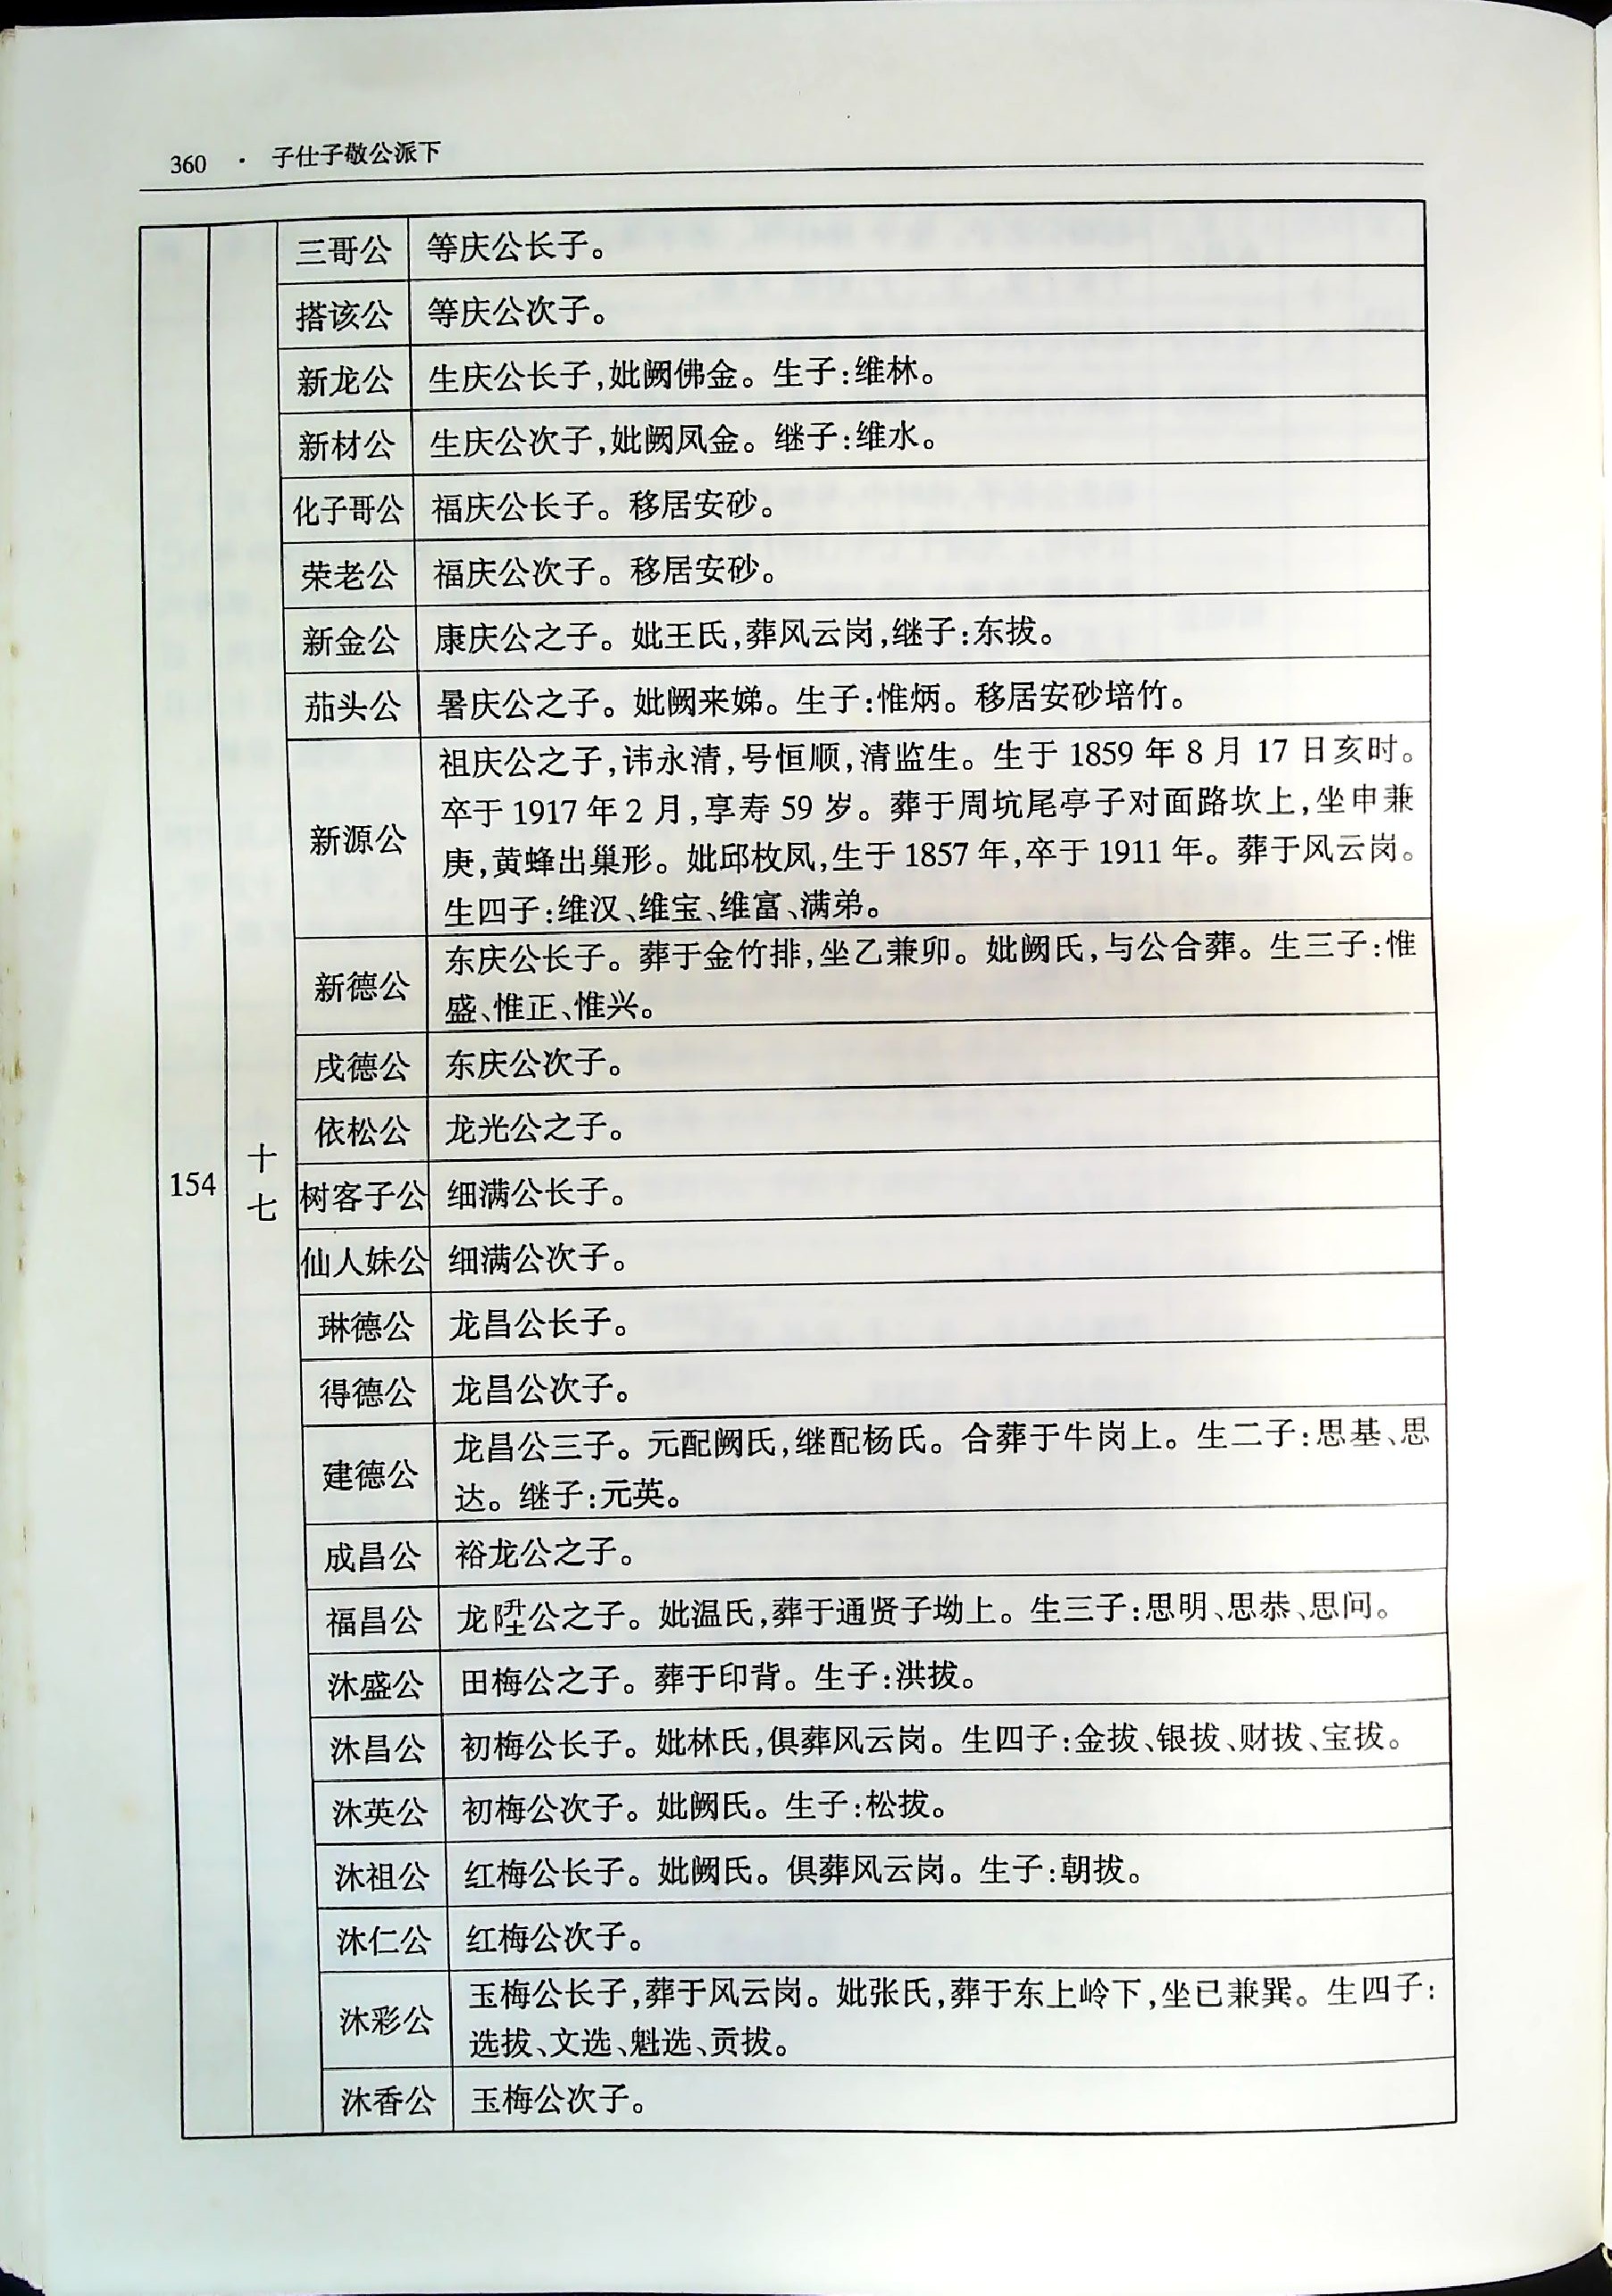 360 · 子仕子敬公派下
三哥公 等庆公长子。
搭该公 等庆公次子。
新龙公 生庆公长子,妣阙佛金。生子:维林。
新材公 生庆公次子,妣阙凤金。继子:维水。
化子哥公 福庆公长子。移居安砂。
荣老公 福庆公次子。移居安砂。
新金公 康庆公之子。妣王氏,葬风云岗,继子:东拔。
茄头公 暑庆公之子。妣阙来娣。生子:惟炳。移居安砂培竹。
新源公 祖庆公之子,讳永清,号恒顺,清监生。生于 1859 年 8 月 17 日亥时。
卒于 1917 年 2 月,享寿 59 岁。葬于周坑尾亭子对面路坎上,坐申兼
庚,黄蜂出巢形。妣邱枚凤,生于 1857 年,卒于 1911 年。葬于风云岗。
生四子:维汉、维宝、维富、满弟。
新德公 东庆公长子。葬于金竹排,坐乙兼卯。妣阙氏,与公合葬。生三子:惟
盛、惟正、惟兴。
戌德公 东庆公次子。
依松公 龙光公之子。
154 十七 树客子公 细满公长子。
仙人妹公 细满公次子。
琳德公 龙昌公长子。
得德公 龙昌公次子。
建德公 龙昌公三子。元配阙氏,继配杨氏。合葬于牛岗上。生二子:思基、思
达。继子:元英。
成昌公 裕龙公之子。
福昌公 龙陞公之子。妣温氏,葬于通贤子坳上。生三子:思明、思恭、思问。
沐盛公 田梅公之子。葬于印背。生子:洪拔。
沐昌公 初梅公长子。妣林氏,俱葬风云岗。生四子:金拔、银拔、财拔、宝拔。
沐英公 初梅公次子。妣阙氏。生子:松拔。
沐祖公 红梅公长子。妣阙氏。俱葬风云岗。生子:朝拔。
沐仁公 红梅公次子。
沐彩公 玉梅公长子,葬于风云岗。妣张氏,葬于东上岭下,坐已兼巽。生四子:
选拔、文选、魁选、贡拔。
沐香公 玉梅公次子。